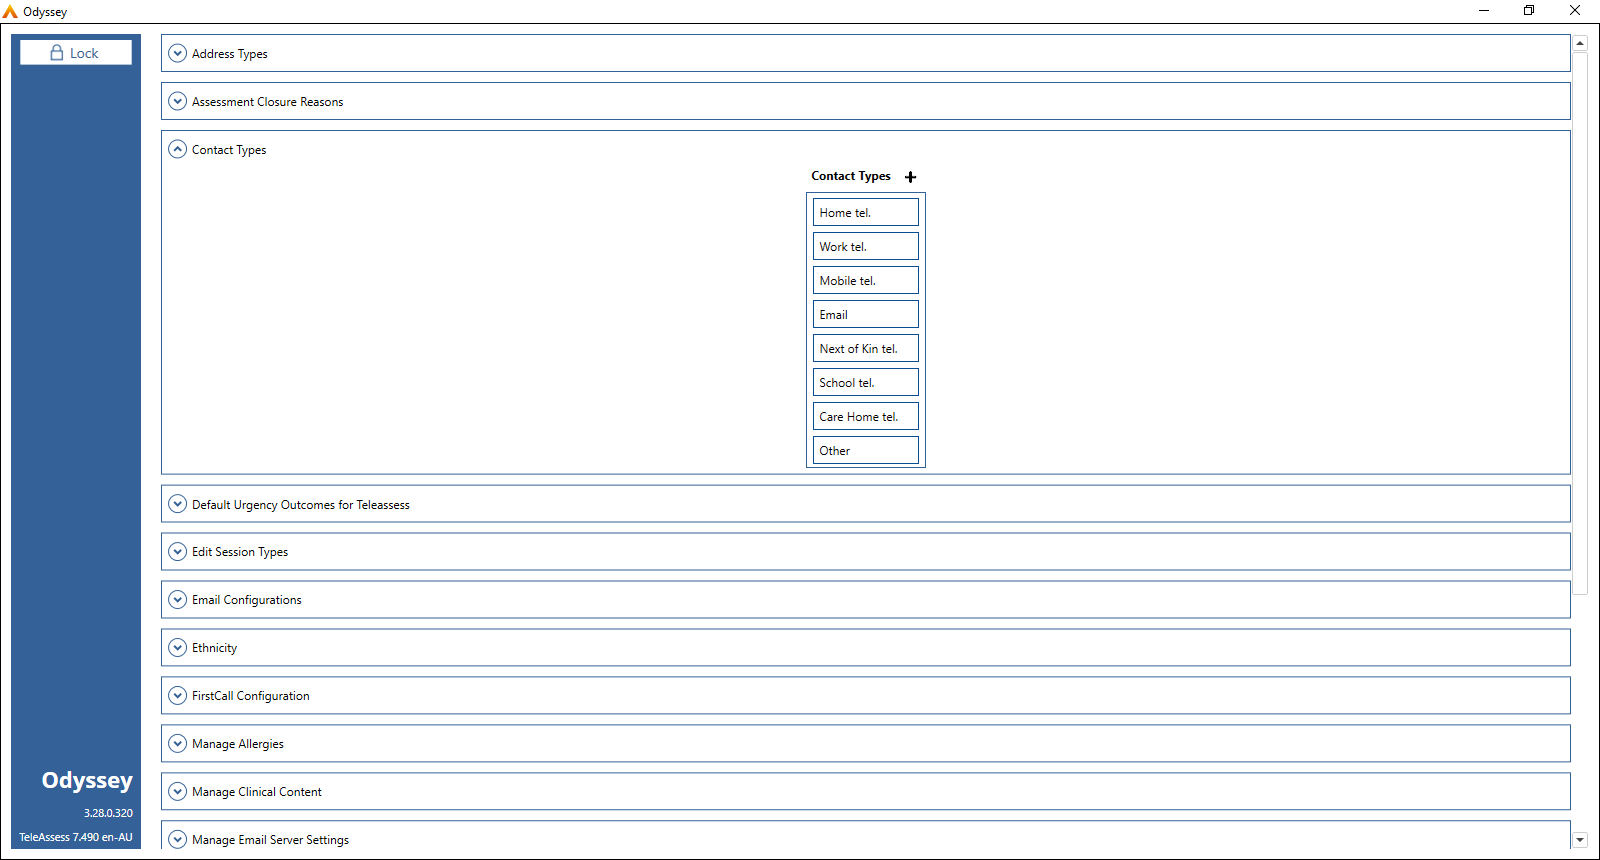 Odyssey
Lock
Address Types
Assessment Closure Reasons
Contact Types
Contact Types
Home tel.
Work tel.
Mobile tel.
Email
Next of Kin tel.
School tel.
Care Home tel.
Other
Default Urgency Outcomes for Teleassess
Edit Session Types
Email Configurations
Ethnicity
FirstCall Configuration
Manage Allergies
Manage Clinical Content
Manage Email Server Settings
Odyssey
3.28.0.320
TeleAssess 7.490 en-AU